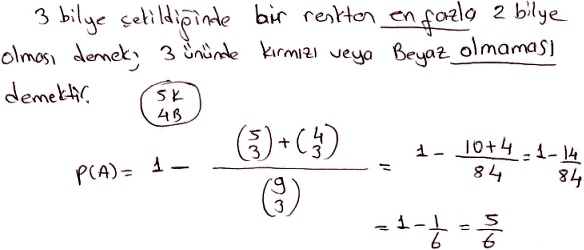 3 bilye çekildiğinde bir renkten en fazla 2 bilye
olması demek; 3 ününde kırmızı veya Beyaz olmaması
demektir.
5K
4B
P(A) = 1 - \frac{\binom{5}{3} + \binom{4}{3}}{\binom{9}{3}} = 1 - \frac{10+4}{84} = 1 - \frac{14}{84}
= 1 - \frac{1}{6} = \frac{5}{6}